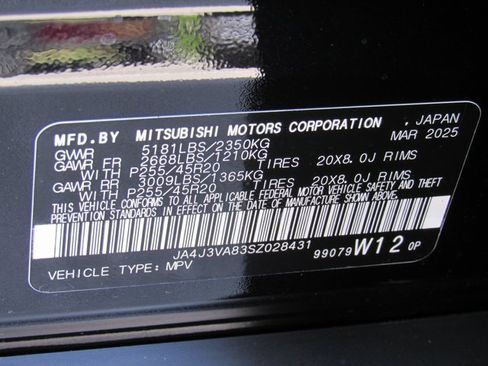 MFD.BY MITSUBISHI MOTORS CORPORATION , JAPAN
GVWR 5181LBS/2350KG MAR 2025
GAWR FR 2668LBS/1210KG
WITH P255/45R20 TIRES 20X8.0J RIMS
GAWR RR 3009LBS/1365KG
WITH P255/45R20 TIRES 20X8.0J RIMS
THIS VEHICLE CONFORMS TO ALL APPLICABLE FEDERAL MOTOR VEHICLE SAFETY AND THEFT
PREVENTION STANDARDS IN EFFECT ON THE DATE OF MANUFACTURE SHOWN ABOVE.
JA4J3VA83SZ028431 99079 W12 0P
VEHICLE TYPE: MPV